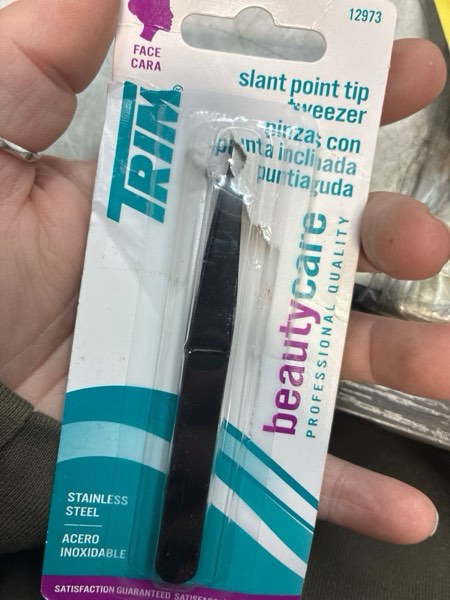 12973
FACE
CARA
TRIM®
slant point tip
tweezer
pinzas con
punta inclinada
puntiaguda
beautycare
PROFESSIONAL QUALITY
STAINLESS
STEEL
ACERO
INOXIDABLE
SATISFACTION GUARANTEED